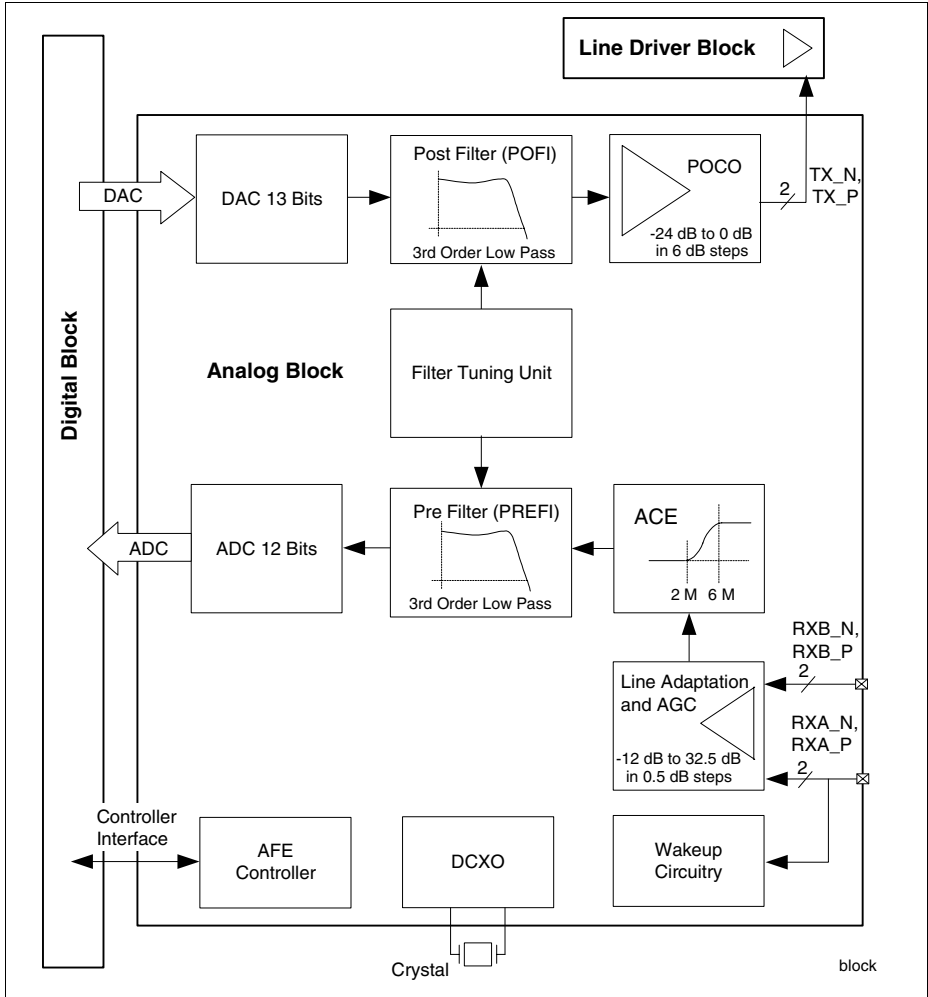 Line Driver Block
Digital Block
DAC
DAC 13 Bits
Post Filter (POFI)
3rd Order Low Pass
POCO
-24 dB to 0 dB
in 6 dB steps
2
TX_N,
TX_P
Analog Block
Filter Tuning Unit
ADC
ADC 12 Bits
Pre Filter (PREFI)
3rd Order Low Pass
ACE
2 M 6 M
RXB_N,
RXB_P
2
Line Adaptation
and AGC
-12 dB to 32.5 dB
in 0.5 dB steps
RXA_N,
RXA_P
2
Controller
Interface
AFE
Controller
DCXO
Wakeup
Circuitry
Crystal
block